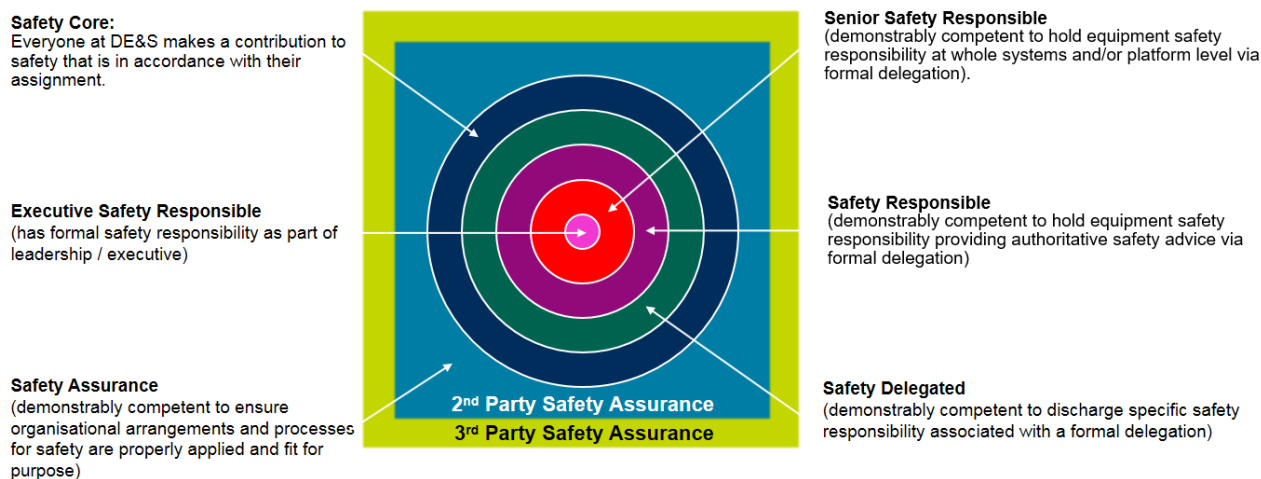 Safety Core:
Everyone at DE&S makes a contribution to
safety that is in accordance with their
assignment.
Executive Safety Responsible
(has formal safety responsibility as part of
leadership / executive)
Safety Assurance
(demonstrably competent to ensure
organisational arrangements and processes
for safety are properly applied and fit for
purpose)
2nd Party Safety Assurance
3rd Party Safety Assurance
Senior Safety Responsible
(demonstrably competent to hold equipment safety
responsibility at whole systems and/or platform level via
formal delegation).
Safety Responsible
(demonstrably competent to hold equipment safety
responsibility providing authoritative safety advice via
formal delegation)
Safety Delegated
(demonstrably competent to discharge specific safety
responsibility associated with a formal delegation)